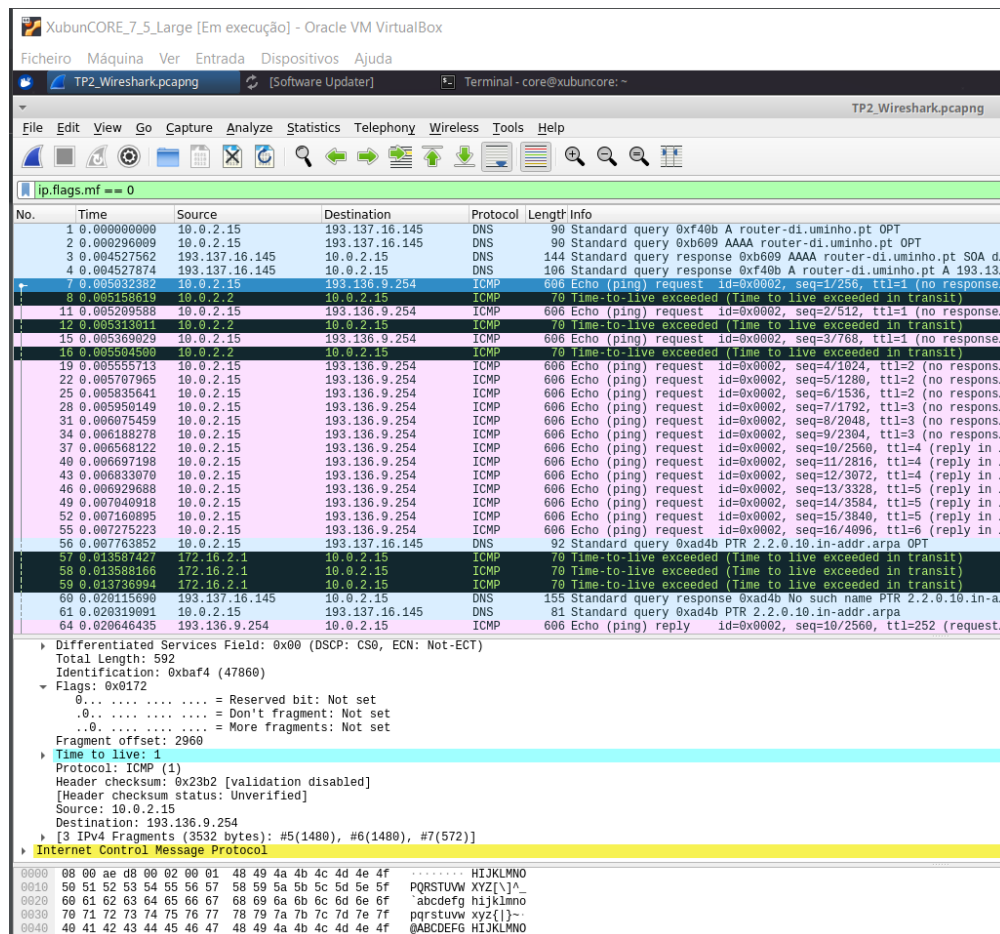 XubunCORE_7_5_Large [Em execução] - Oracle VM VirtualBox
Ficheiro Máquina Ver Entrada Dispositivos Ajuda
TP2_Wireshark.pcapng [Software Updater] Terminal - core@xubuncore: ~
TP2_Wireshark.pcapng
File Edit View Go Capture Analyze Statistics Telephony Wireless Tools Help
ip.flags.mf == 0
No. Time Source Destination Protocol Length Info
1 0.000000000 10.0.2.15 193.137.16.145 DNS 90 Standard query 0xf40b A router-di.uminho.pt OPT
2 0.000296009 10.0.2.15 193.137.16.145 DNS 90 Standard query 0xb609 AAAA router-di.uminho.pt OPT
3 0.004527562 193.137.16.145 10.0.2.15 DNS 144 Standard query response 0xb609 AAAA router-di.uminho.pt SOA d
4 0.004527874 193.137.16.145 10.0.2.15 DNS 106 Standard query response 0xf40b A router-di.uminho.pt A 193.13
7 0.005032382 10.0.2.15 193.136.9.254 ICMP 606 Echo (ping) request id=0x0002, seq=1/256, ttl=1 (no response
8 0.005158619 10.0.2.2 10.0.2.15 ICMP 70 Time-to-live exceeded (Time to live exceeded in transit)
11 0.005209588 10.0.2.15 193.136.9.254 ICMP 606 Echo (ping) request id=0x0002, seq=2/512, ttl=1 (no response
12 0.005313011 10.0.2.2 10.0.2.15 ICMP 70 Time-to-live exceeded (Time to live exceeded in transit)
15 0.005369029 10.0.2.15 193.136.9.254 ICMP 606 Echo (ping) request id=0x0002, seq=3/768, ttl=1 (no response
16 0.005504500 10.0.2.2 10.0.2.15 ICMP 70 Time-to-live exceeded (Time to live exceeded in transit)
19 0.005555713 10.0.2.15 193.136.9.254 ICMP 606 Echo (ping) request id=0x0002, seq=4/1024, ttl=2 (no respons
22 0.005707965 10.0.2.15 193.136.9.254 ICMP 606 Echo (ping) request id=0x0002, seq=5/1280, ttl=2 (no respons
25 0.005835641 10.0.2.15 193.136.9.254 ICMP 606 Echo (ping) request id=0x0002, seq=6/1536, ttl=2 (no respons
28 0.005950149 10.0.2.15 193.136.9.254 ICMP 606 Echo (ping) request id=0x0002, seq=7/1792, ttl=3 (no respons
31 0.006075459 10.0.2.15 193.136.9.254 ICMP 606 Echo (ping) request id=0x0002, seq=8/2048, ttl=3 (no respons
34 0.006188278 10.0.2.15 193.136.9.254 ICMP 606 Echo (ping) request id=0x0002, seq=9/2304, ttl=3 (no respons
37 0.006568122 10.0.2.15 193.136.9.254 ICMP 606 Echo (ping) request id=0x0002, seq=10/2560, ttl=4 (reply in
40 0.006697198 10.0.2.15 193.136.9.254 ICMP 606 Echo (ping) request id=0x0002, seq=11/2816, ttl=4 (reply in
43 0.006833070 10.0.2.15 193.136.9.254 ICMP 606 Echo (ping) request id=0x0002, seq=12/3072, ttl=4 (reply in
46 0.006929688 10.0.2.15 193.136.9.254 ICMP 606 Echo (ping) request id=0x0002, seq=13/3328, ttl=5 (reply in
49 0.007040918 10.0.2.15 193.136.9.254 ICMP 606 Echo (ping) request id=0x0002, seq=14/3584, ttl=5 (reply in
52 0.007160895 10.0.2.15 193.136.9.254 ICMP 606 Echo (ping) request id=0x0002, seq=15/3840, ttl=5 (reply in
55 0.007275223 10.0.2.15 193.136.9.254 ICMP 606 Echo (ping) request id=0x0002, seq=16/4096, ttl=6 (reply in
56 0.007763852 10.0.2.15 193.137.16.145 DNS 92 Standard query 0xad4b PTR 2.2.0.10.in-addr.arpa OPT
57 0.013587427 172.16.2.1 10.0.2.15 ICMP 70 Time-to-live exceeded (Time to live exceeded in transit)
58 0.013588166 172.16.2.1 10.0.2.15 ICMP 70 Time-to-live exceeded (Time to live exceeded in transit)
59 0.013736994 172.16.2.1 10.0.2.15 ICMP 70 Time-to-live exceeded (Time to live exceeded in transit)
60 0.020115690 193.137.16.145 10.0.2.15 DNS 155 Standard query response 0xad4b No such name PTR 2.2.0.10.in-a
61 0.020319091 10.0.2.15 193.137.16.145 DNS 81 Standard query 0xad4b PTR 2.2.0.10.in-addr.arpa
64 0.020646435 193.136.9.254 10.0.2.15 ICMP 606 Echo (ping) reply id=0x0002, seq=10/2560, ttl=252 (request
Differentiated Services Field: 0x00 (DSCP: CS0, ECN: Not-ECT)
Total Length: 592
Identification: 0xbaf4 (47860)
Flags: 0x0172
0... .... .... .... = Reserved bit: Not set
.0.. .... .... .... = Don't fragment: Not set
..0. .... .... .... = More fragments: Not set
Fragment offset: 2960
Time to live: 1
Protocol: ICMP (1)
Header checksum: 0x23b2 [validation disabled]
[Header checksum status: Unverified]
Source: 10.0.2.15
Destination: 193.136.9.254
[3 IPv4 Fragments (3532 bytes): #5(1480), #6(1480), #7(572)]
Internet Control Message Protocol
0000 08 00 ae d8 00 02 00 01 48 49 4a 4b 4c 4d 4e 4f ········ HIJKLMNO
0010 50 51 52 53 54 55 56 57 58 59 5a 5b 5c 5d 5e 5f PQRSTUVW XYZ[\]^_
0020 60 61 62 63 64 65 66 67 68 69 6a 6b 6c 6d 6e 6f `abcdefg hijklmno
0030 70 71 72 73 74 75 76 77 78 79 7a 7b 7c 7d 7e 7f pqrstuvw xyz{|}~·
0040 40 41 42 43 44 45 46 47 48 49 4a 4b 4c 4d 4e 4f @ABCDEFG HIJKLMNO